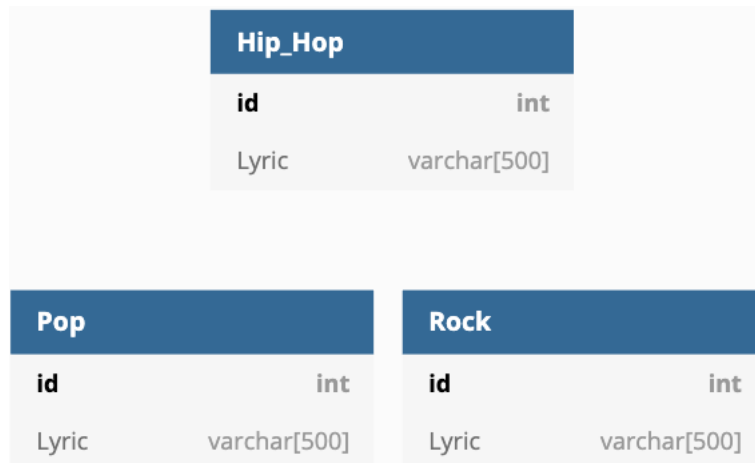 Hip_Hop
id int
Lyric varchar[500]
Pop
id int
Lyric varchar[500]
Rock
id int
Lyric varchar[500]